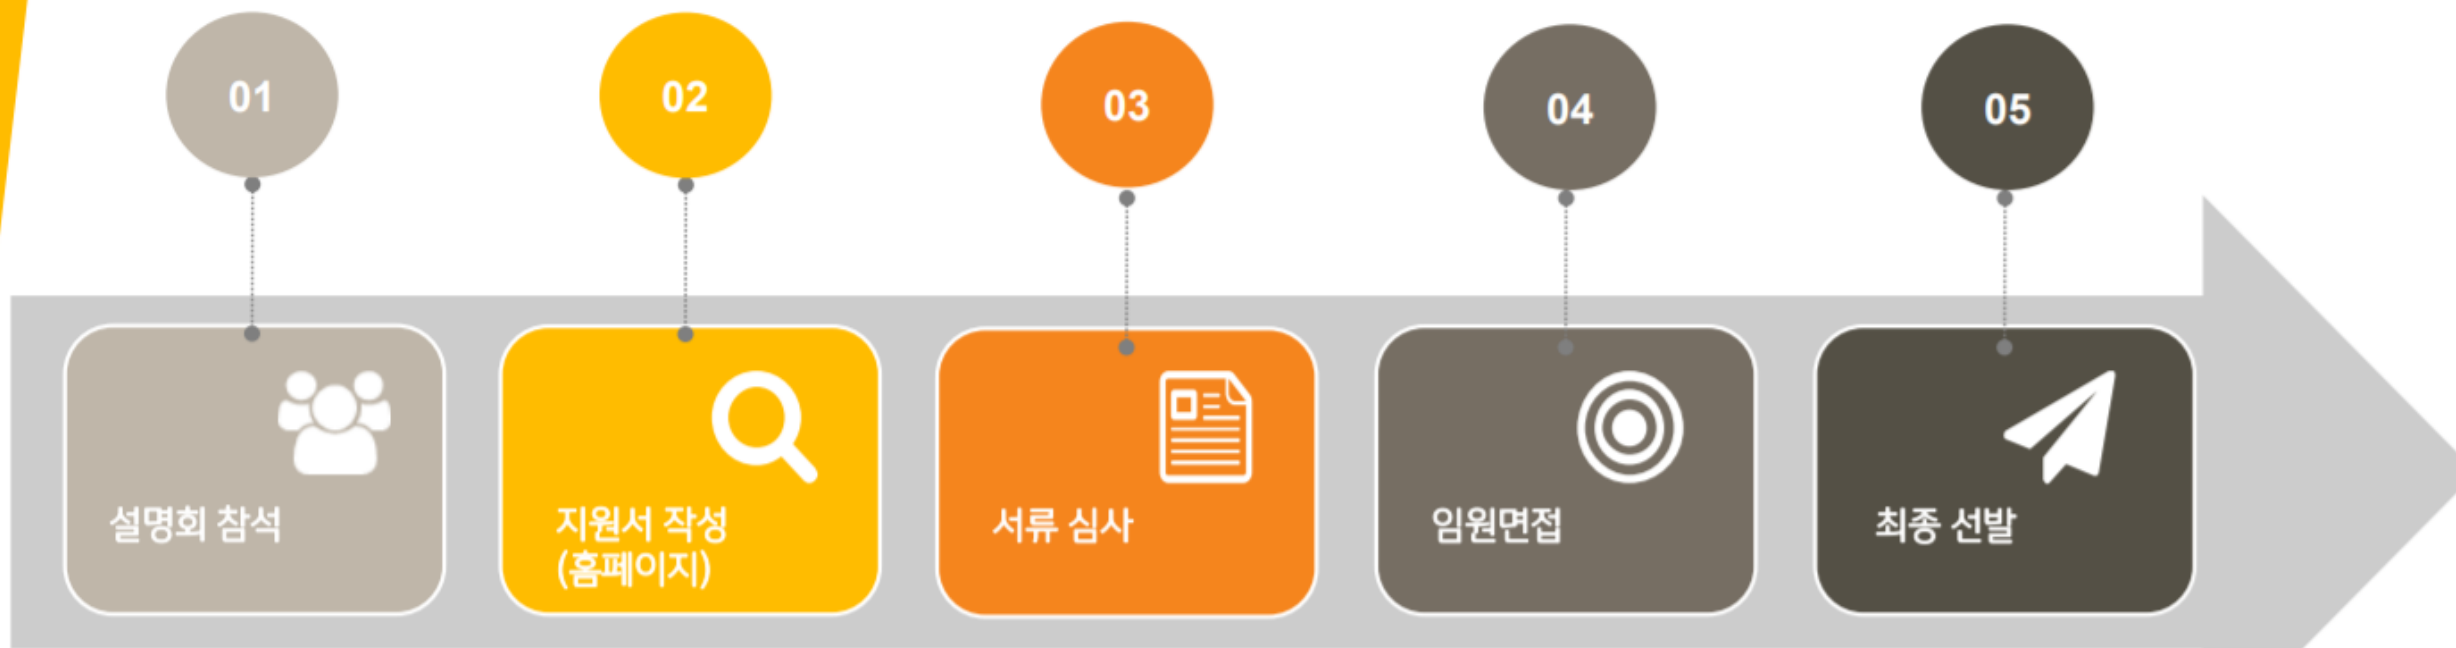 01
02
03
04
05
설명회 참석
지원서 작성
(홈페이지)
서류 심사
임원면접
최종 선발